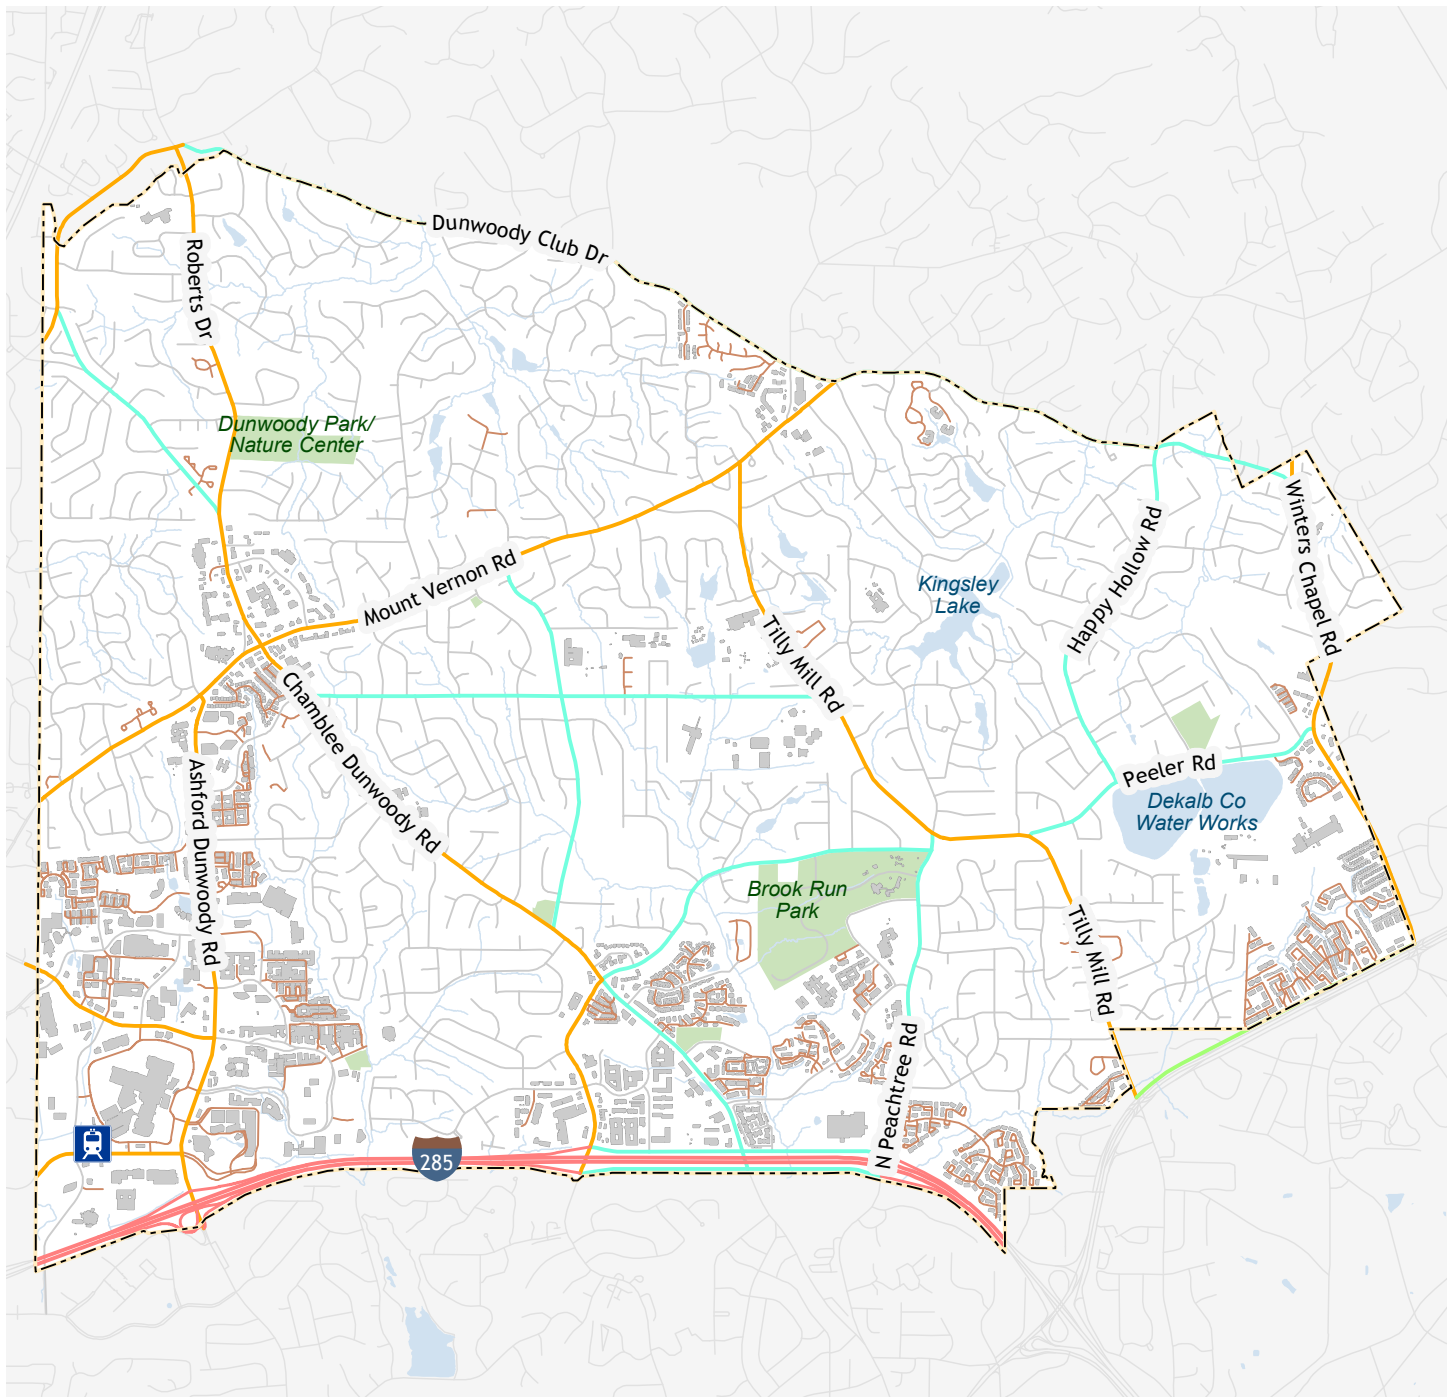 Dunwoody Club Dr
Roberts Dr
Dunwoody Park/
Nature Center
Winters Chapel Rd
Happy Hollow Rd
Mount Vernon Rd
Kingsley
Lake
Tilly Mill Rd
Chamblee Dunwoody Rd
Peeler Rd
Ashford Dunwoody Rd
Dekalb Co
Water Works
Brook Run
Park
Tilly Mill Rd
N Peachtree Rd
285